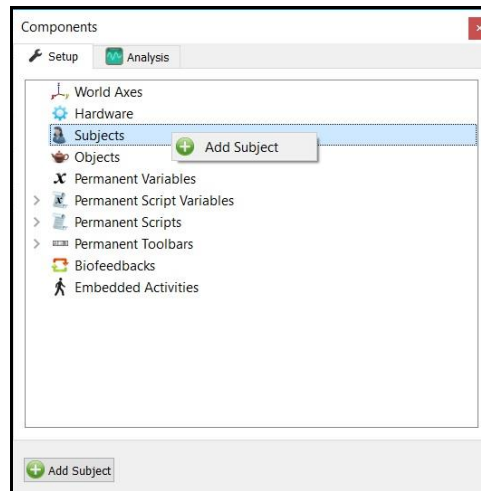 Components
Setup Analysis
World Axes
Hardware
Subjects
Add Subject
Objects
Permanent Variables
Permanent Script Variables
Permanent Scripts
Permanent Toolbars
Biofeedbacks
Embedded Activities
Add Subject